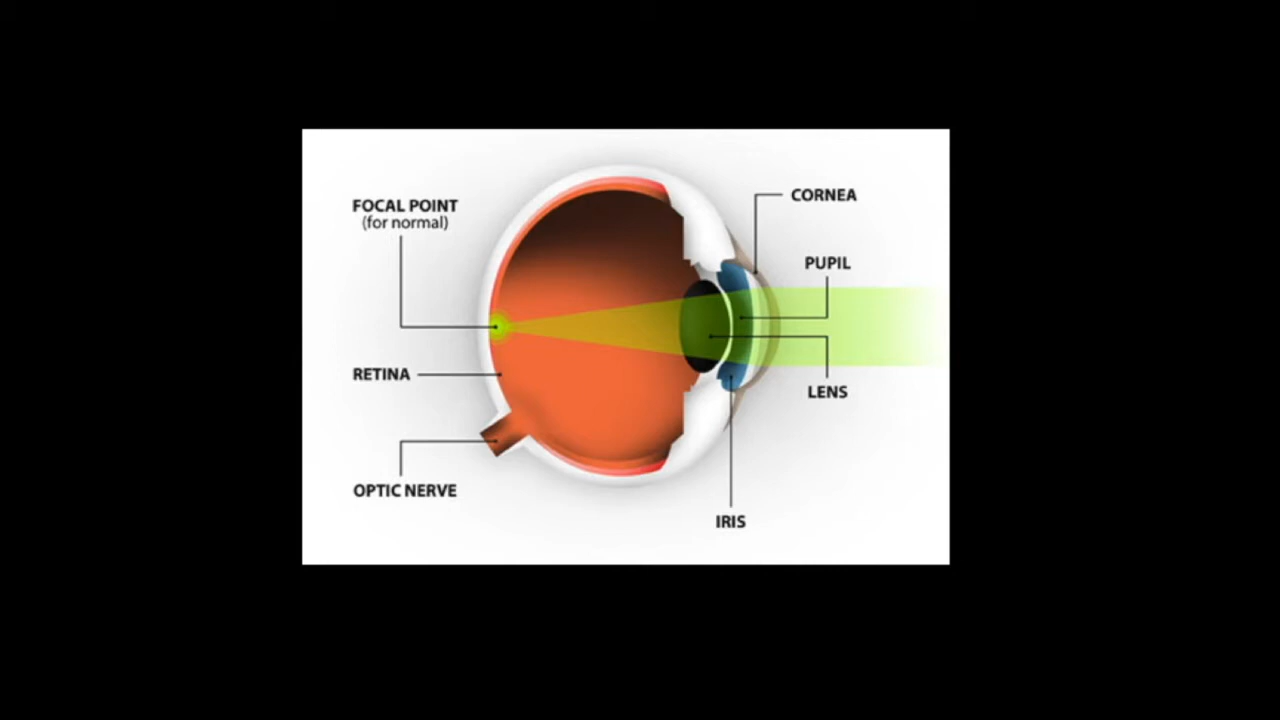 CORNEA
FOCAL POINT
(for normal)
PUPIL
RETINA
LENS
OPTIC NERVE
IRIS